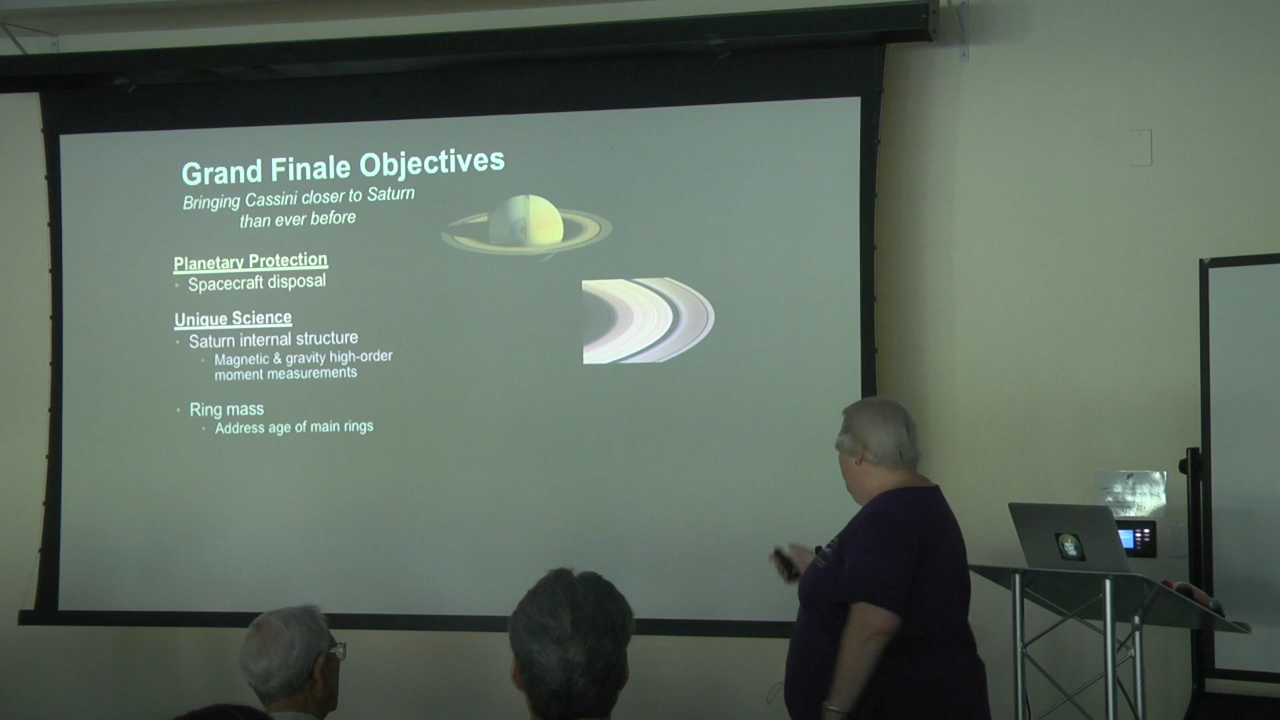 Grand Finale Objectives
Bringing Cassini closer to Saturn
than ever before
Planetary Protection
Spacecraft disposal
Unique Science
Saturn internal structure
Magnetic & gravity high-order
moment measurements
Ring mass
Address age of main rings